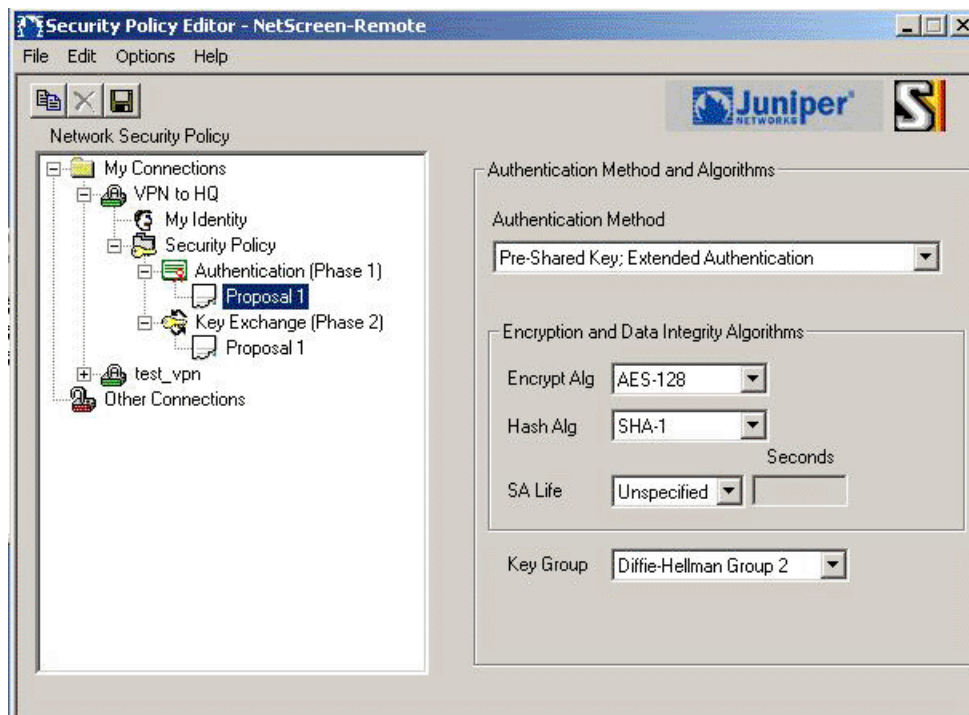 Security Policy Editor - NetScreen-Remote
File Edit Options Help
Juniper
NETWORKS
S
Network Security Policy
My Connections
VPN to HQ
My Identity
Security Policy
Authentication (Phase 1)
Proposal 1
Key Exchange (Phase 2)
Proposal 1
test_vpn
Other Connections
Authentication Method and Algorithms
Authentication Method
Pre-Shared Key; Extended Authentication
Encryption and Data Integrity Algorithms
Encrypt Alg AES-128
Hash Alg SHA-1
Seconds
SA Life Unspecified
Key Group Diffie-Hellman Group 2